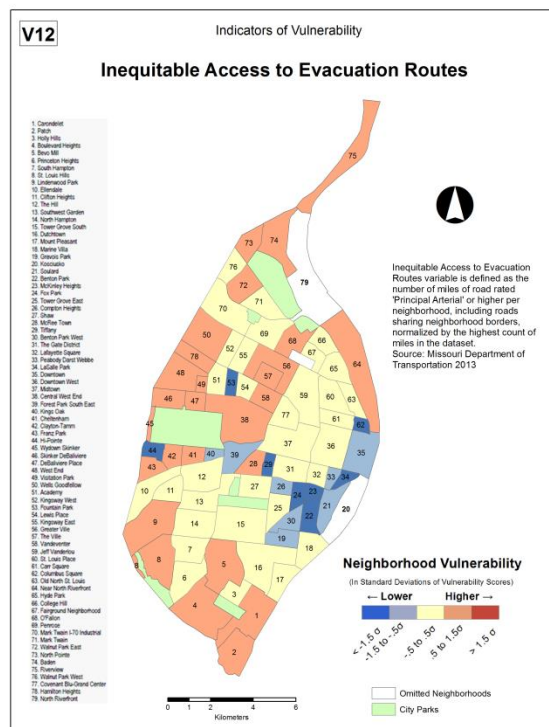 V12
Indicators of Vulnerability
Inequitable Access to Evacuation Routes
1. Carondelet
2. Patch
3. Holly Hills
4. Boulevard Heights
5. Bevo Mill
6. Princeton Heights
7. South Hampton
8. St. Louis Hills
9. Lindenwood Park
10. Ellendale
11. Clifton Heights
12. The Hill
13. Southwest Garden
14. North Hampton
15. Tower Grove South
16. Dutchtown
17. Mount Pleasant
18. Marine Villa
19. Gravois Park
20. Kosciusko
21. Soulard
22. Benton Park
23. McKinley Heights
24. Fox Park
25. Tower Grove East
26. Compton Heights
27. Shaw
28. McRee Town
29. Tiffany
30. Benton Park West
31. The Gate District
32. Lafayette Square
33. Peabody Darst Webbe
34. LaSalle Park
35. Downtown
36. Downtown West
37. Midtown
38. Central West End
39. Forest Park South East
40. Kings Oak
41. Cheltenham
42. Clayton-Tamm
43. Franz Park
44. Hi-Pointe
45. Wydown Skinker
46. Skinker DeBaliviere
47. DeBaliviere Place
48. West End
49. Visitation Park
50. Wells Goodfellow
51. Academy
52. Kingsway West
53. Fountain Park
54. Lewis Place
55. Kingsway East
56. Greater Ville
57. The Ville
58. Vandeventer
59. Jeff Vanderlou
60. St. Louis Place
61. Carr Square
62. Columbus Square
63. Old North St. Louis
64. Near North Riverfront
65. Hyde Park
66. College Hill
67. Fairground Neighborhood
68. O'Fallon
69. Penrose
70. Mark Twain I-70 Industrial
71. Mark Twain
72. Walnut Park East
73. North Pointe
74. Baden
75. Riverview
76. Walnut Park West
77. Covenant Blu-Grand Center
78. Hamilton Heights
79. North Riverfront
75
73 74
76 79
72
71
70
69 68
50 67
52 55 66
78 56 65 64
48 57
49 51 53 54 59
46 47 58 60 63
45 38 77 61 62
37 36 35
44 42 41 40 39
43 28 29 31 32 33 34
12 27 26
10 11 24 23 21 20
13 25 30 22
9 14 15 19
7 18
8 8 5 16 17
6 3
4 1
2
Inequitable Access to Evacuation
Routes variable is defined as the
number of miles of road rated
'Principal Arterial' or higher per
neighborhood, including roads
sharing neighborhood borders,
normalized by the highest count of
miles in the dataset.
Source: Missouri Department of
Transportation 2013
Neighborhood Vulnerability
(In Standard Deviations of Vulnerability Scores)
← Lower Higher →
< -1.5 σ
-1.5 to -.5σ
-.5 to .5σ
.5 to 1.5σ
> 1.5 σ
Omitted Neighborhoods
City Parks
0 2 4 6
Kilometers